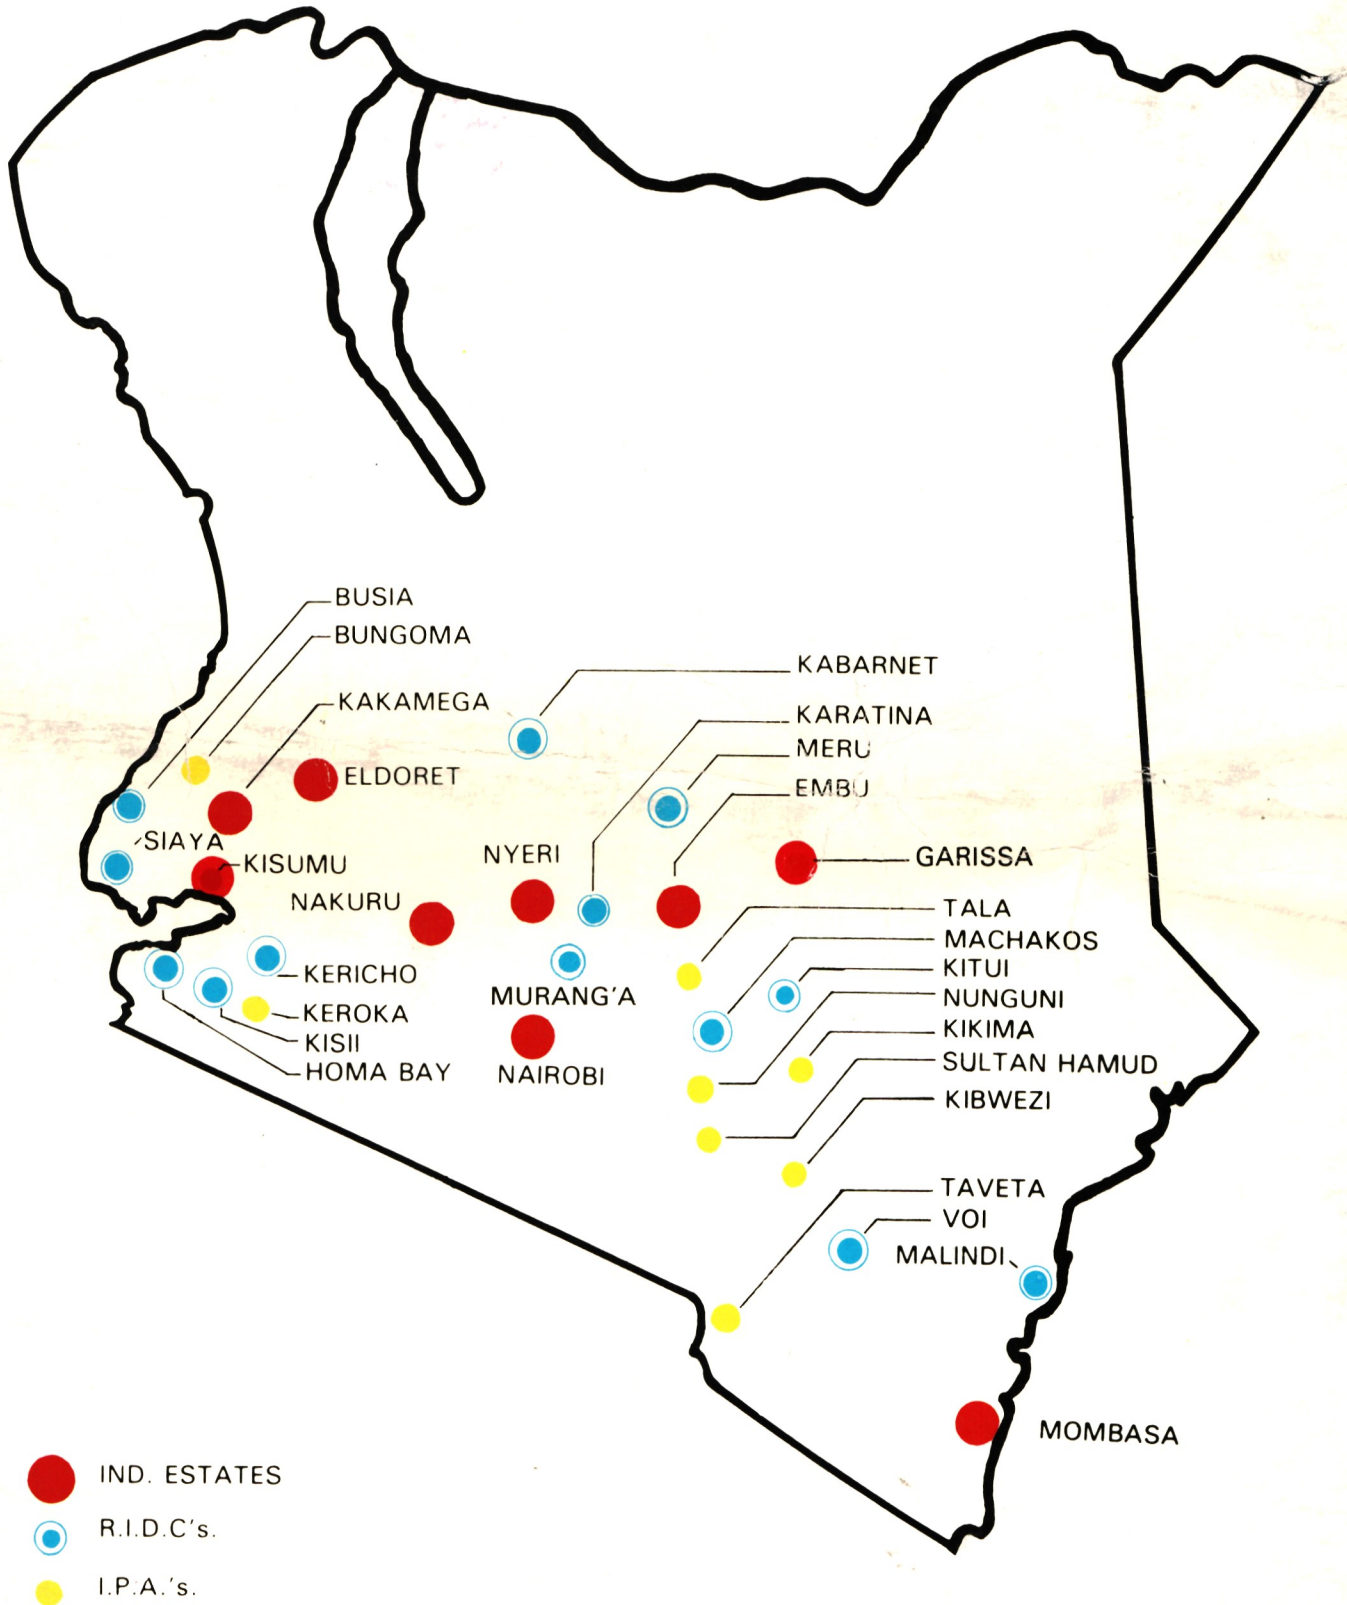 BUSIA
BUNGOMA
KABARNET
KAKAMEGA
KARATINA
MERU
ELDORET
EMBU
SIAYA
NYERI
GARISSA
KISUMU
NAKURU
TALA
MACHAKOS
KERICHO
KITUI
MURANG'A
NUNGUNI
KEROKA
KIKIMA
KISII
SULTAN HAMUD
HOMA BAY
NAIROBI
KIBWEZI
TAVETA
VOI
MALINDI
MOMBASA
IND. ESTATES
R.I.D.C's.
I.P.A.'s.